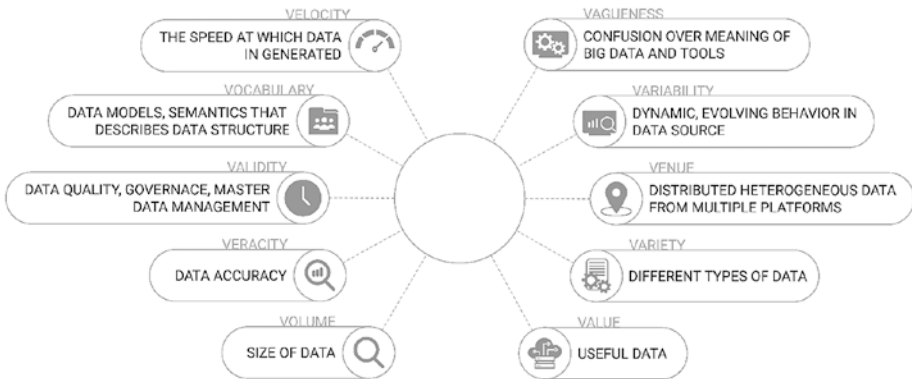 VELOCITY
THE SPEED AT WHICH DATA
IN GENERATED
VOCABULARY
DATA MODELS, SEMANTICS THAT
DESCRIBES DATA STRUCTURE
VALIDITY
DATA QUALITY, GOVERNACE, MASTER
DATA MANAGEMENT
VERACITY
DATA ACCURACY
VOLUME
SIZE OF DATA
VAGUENESS
CONFUSION OVER MEANING OF
BIG DATA AND TOOLS
VARIABILITY
DYNAMIC, EVOLVING BEHAVIOR IN
DATA SOURCE
VENUE
DISTRIBUTED HETEROGENEOUS DATA
FROM MULTIPLE PLATFORMS
VARIETY
DIFFERENT TYPES OF DATA
VALUE
USEFUL DATA